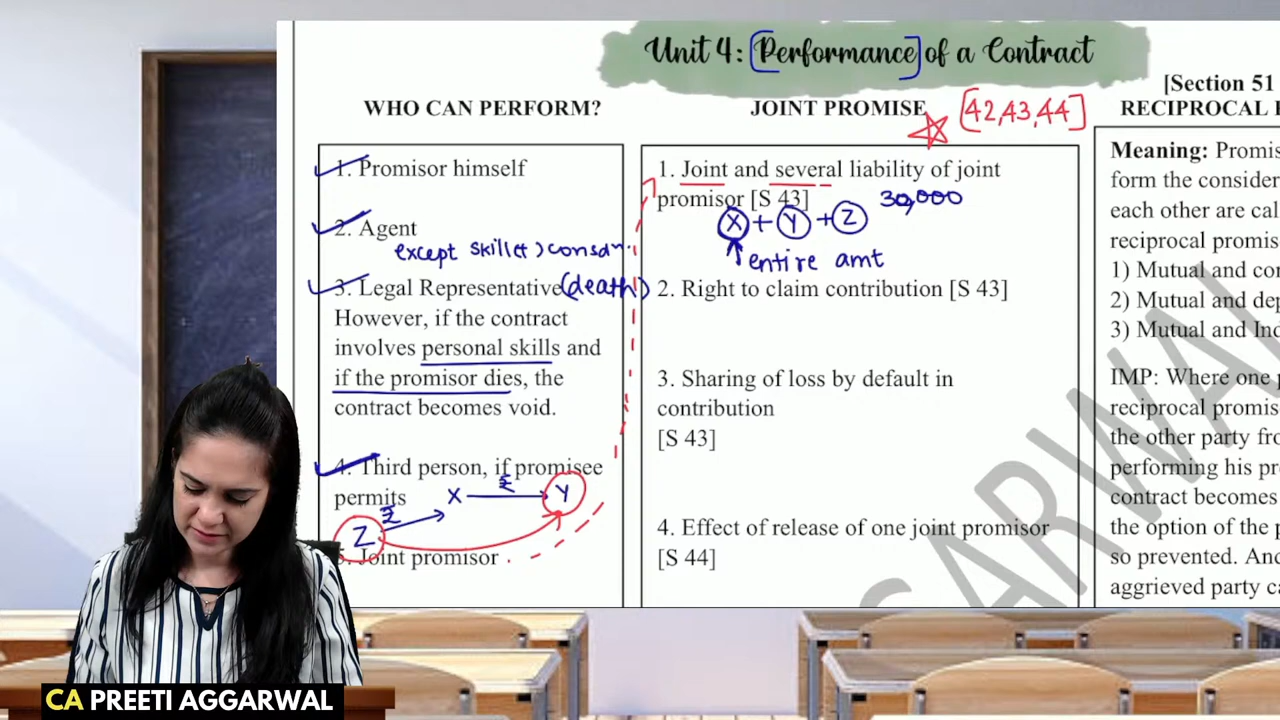 Unit 4: [Performance] of a Contract
WHO CAN PERFORM?
1. Promisor himself
2. Agent
except skill(+)
3. Legal Representative (death)
However, if the contract
involves personal skills and
if the promisor dies, the
contract becomes void.
4. Third person, if promisee
permits
X ₹ Y
Z ₹
Joint promisor
JOINT PROMISE [42,43,44]
1. Joint and several liability of joint
promisor [S 43] 30,000
X + Y + Z
entire amt
2. Right to claim contribution [S 43]
3. Sharing of loss by default in
contribution
[S 43]
4. Effect of release of one joint promisor
[S 44]
[Section 51
RECIPROCAL
Meaning: Promis
form the consider
each other are cal
reciprocal promis
1) Mutual and con
2) Mutual and dep
3) Mutual and Ind
IMP: Where one
reciprocal promis
the other party fro
performing his pr
contract becomes
the option of the p
so prevented. And
aggrieved party ca
GARWAL
CA PREETI AGGARWAL